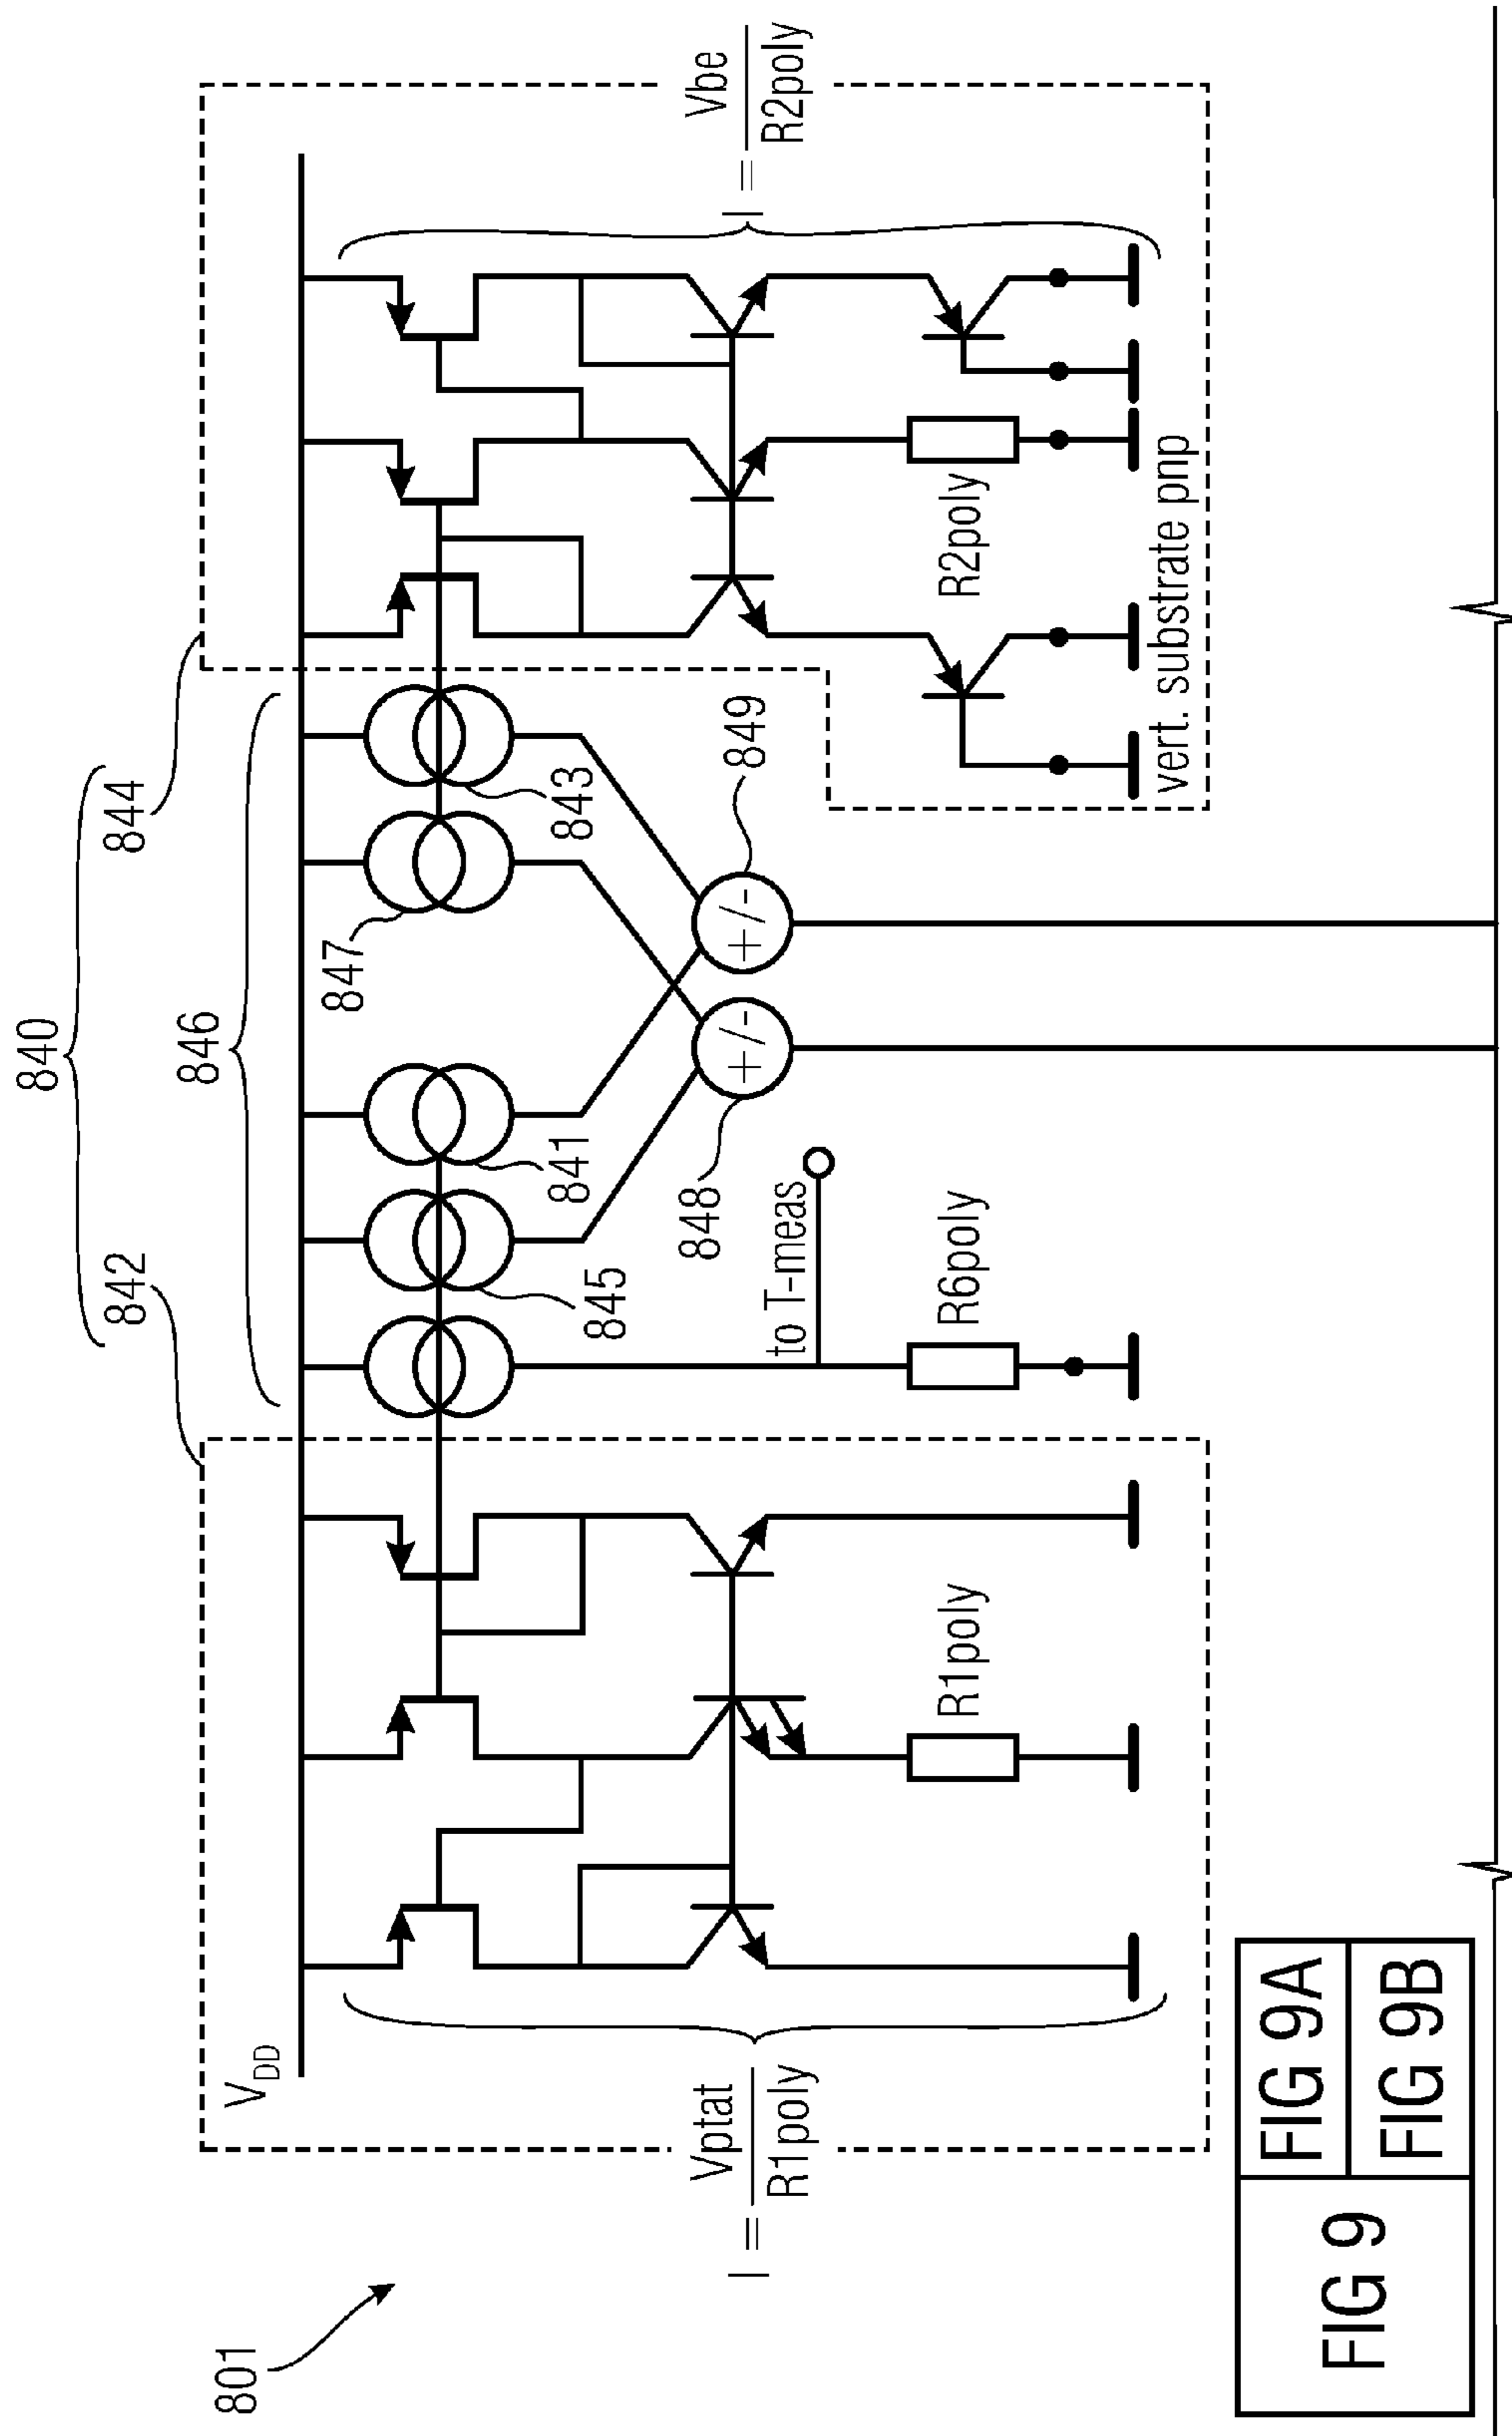 801
840
842
844
846
V_DD
847
843
841
845
849
848
+/-
+/-
to T-meas
I = Vptat
R1poly
I = Vbe
R2poly
R1poly
R6poly
R2poly
vert. substrate pnp
FIG 9
FIG 9A
FIG 9B